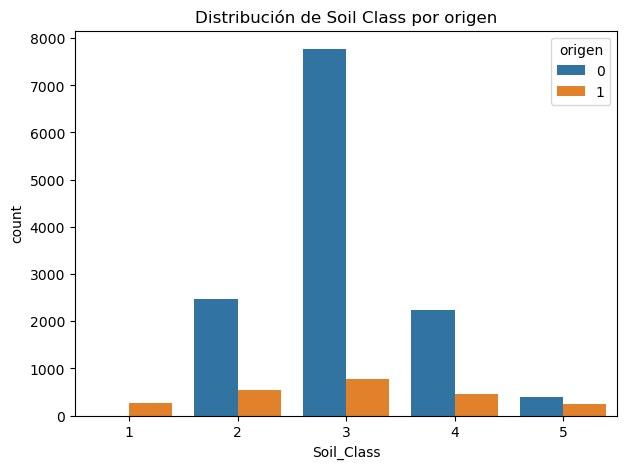 Distribución de Soil Class por origen
origen
0
1
8000
7000
6000
5000
4000
3000
2000
1000
0
count
1 2 3 4 5
Soil_Class